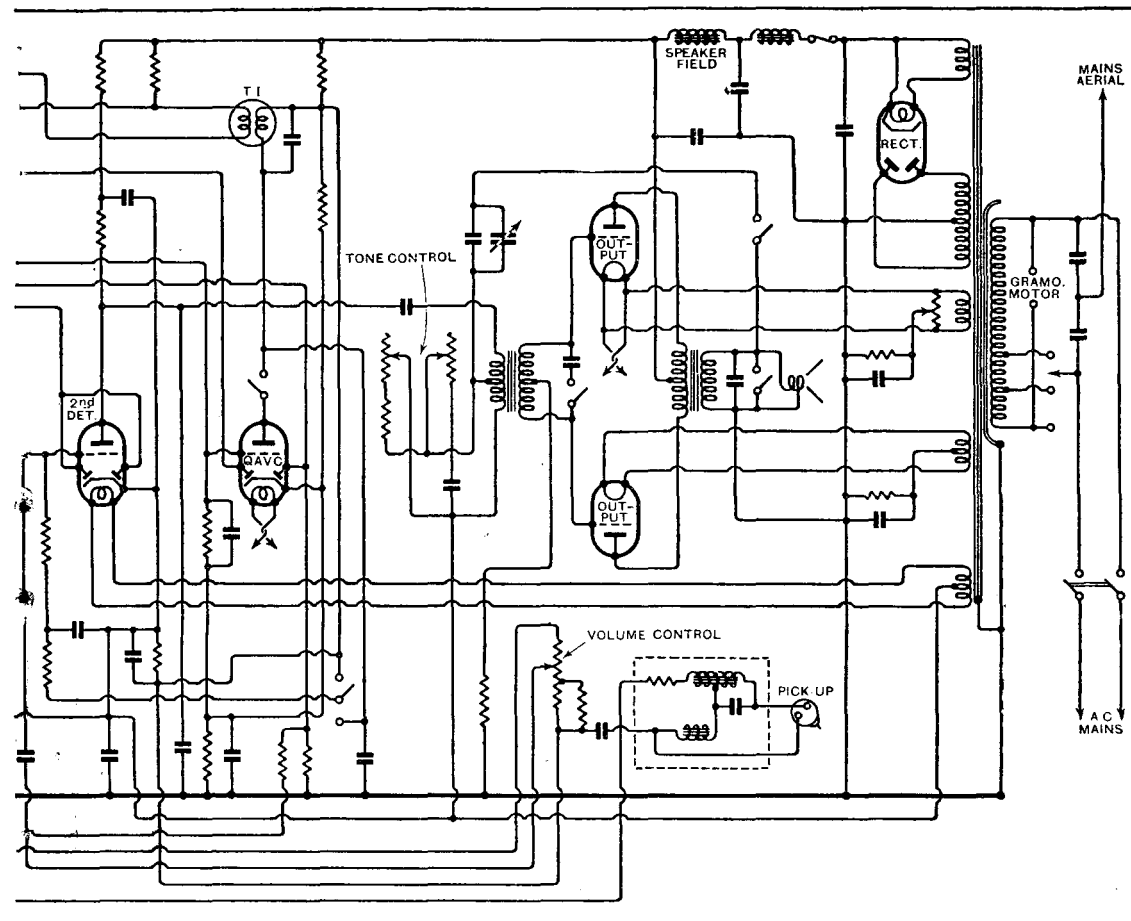 SPEAKER
FIELD
MAINS
AERIAL
T I
RECT.
TONE CONTROL
OUT-
PUT
GRAMO.
MOTOR
2nd
DET.
QAVC
OUT-
PUT
VOLUME CONTROL
PICK-UP
A C
MAINS